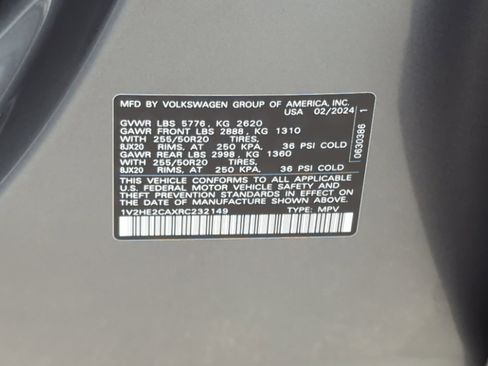 MFD BY VOLKSWAGEN GROUP OF AMERICA, INC.
USA 02/2024
GVWR LBS 5776, KG 2620
GAWR FRONT LBS 2888, KG 1310
WITH 255/50R20 TIRES,
8JX20 RIMS, AT 250 KPA. 36 PSI COLD
GAWR REAR LBS 2998, KG 1360
WITH 255/50R20 TIRES,
8JX20 RIMS, AT 250 KPA. 36 PSI COLD
THIS VEHICLE CONFORMS TO ALL APPLICABLE
U.S. FEDERAL MOTOR VEHICLE SAFETY AND
THEFT PREVENTION STANDARDS IN EFFECT ON
THE DATE OF MANUFACTURE SHOWN ABOVE.
1V2HE2CAXRC232149 TYPE: MPV
0630386 1